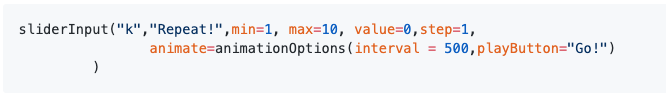 sliderInput("k","Repeat!",min=1, max=10, value=0,step=1,
animate=animationOptions(interval = 500,playButton="Go!")
)